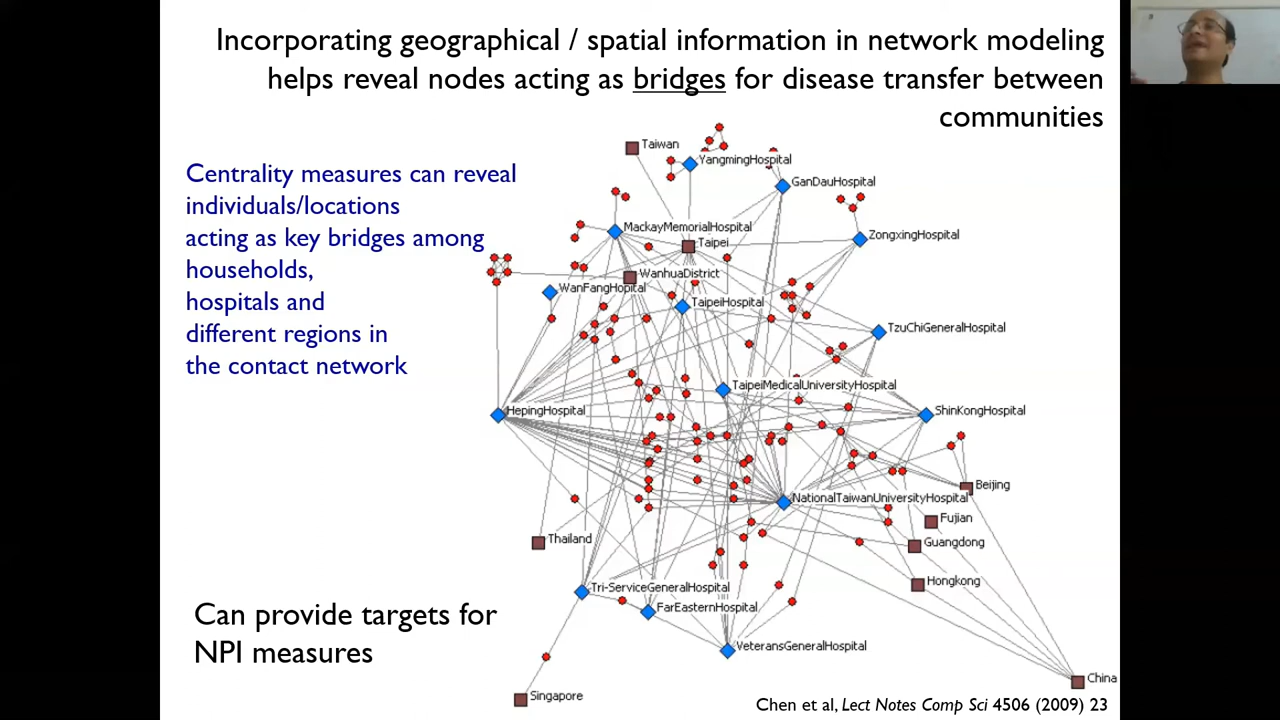 Incorporating geographical / spatial information in network modeling
helps reveal nodes acting as bridges for disease transfer between
communities
Centrality measures can reveal
individuals/locations
acting as key bridges among
households,
hospitals and
different regions in
the contact network
Taiwan
YangmingHospital
GanDauHospital
MackayMemorialHospital
Taipei
ZongxingHospital
WanhuaDistrict
WanFangHopital
TaipeiHospital
TzuChiGeneralHospital
TaipeiMedicalUniversityHospital
HepingHospital
ShinKongHospital
Beijing
NationalTaiwanUniversityHospital
Fujian
Thailand
Guangdong
Hongkong
Tri-ServiceGeneralHospital
FarEasternHospital
VeteransGeneralHospital
China
Singapore
Can provide targets for
NPI measures
Chen et al, Lect Notes Comp Sci 4506 (2009) 23